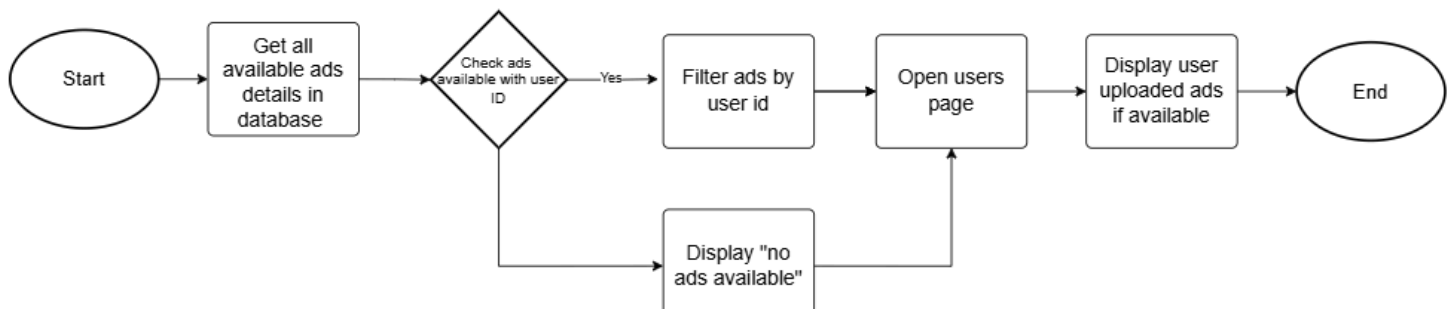 Start
Get all
available ads
details in
database
Check ads
available with user
ID
Yes
Filter ads by
user id
Open users
page
Display user
uploaded ads
if available
End
Display "no
ads available"